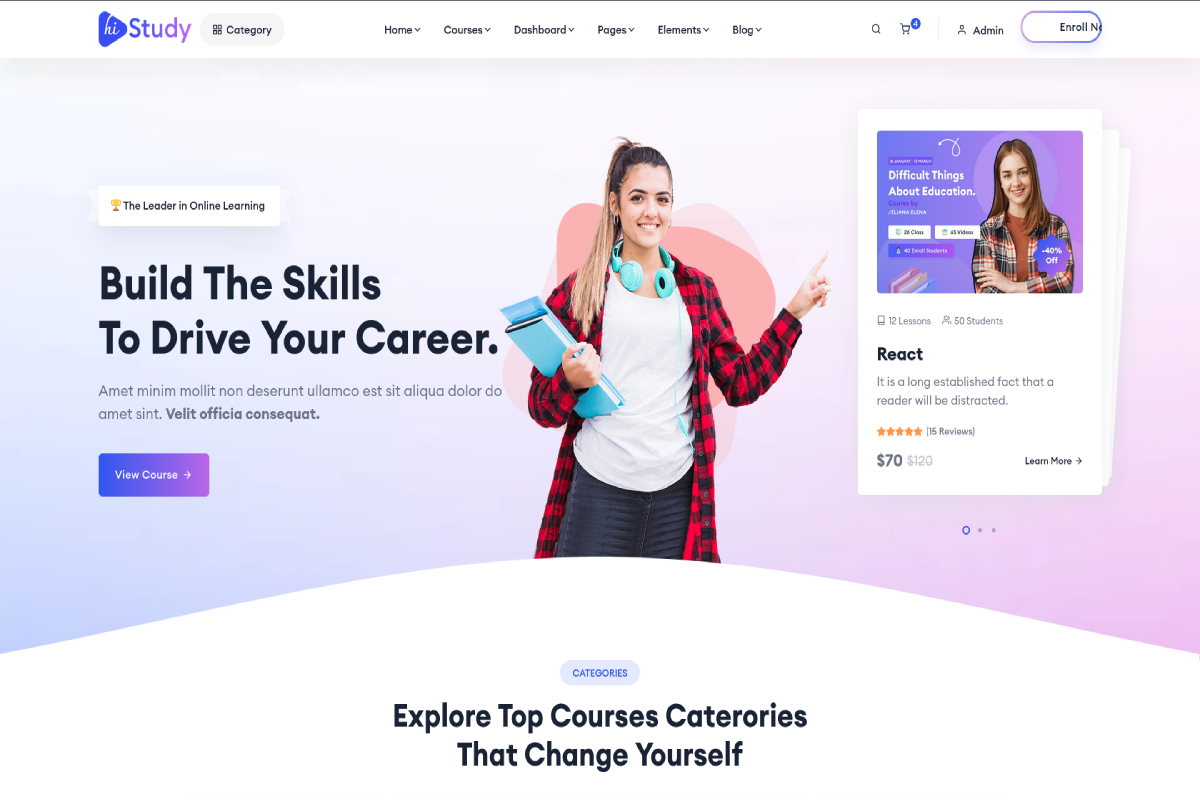 hi Study
Category
Home
Courses
Dashboard
Pages
Elements
Blog
4
Admin
Enroll No
The Leader in Online Learning
Build The Skills
To Drive Your Career.
Amet minim mollit non deserunt ullamco est sit aliqua dolor do
amet sint. Velit officia consequat.
View Course →
Difficult Things
About Education.
Coures by
/ELIANA ELENA
26 Class
65 Videos
40 Enroll Students
-40%
Off
12 Lessons
50 Students
React
It is a long established fact that a
reader will be distracted.
(15 Reviews)
$70 $120
Learn More →
CATEGORIES
Explore Top Courses Caterories
That Change Yourself